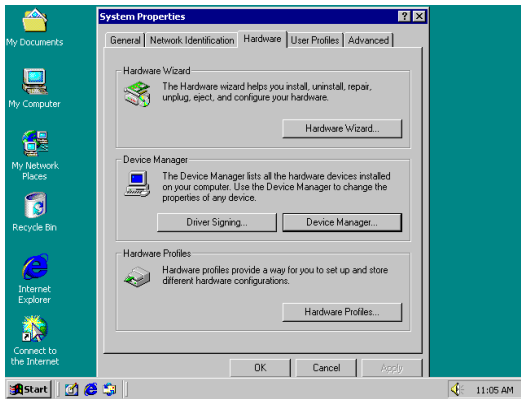 System Properties
General
Network Identification
Hardware
User Profiles
Advanced
Hardware Wizard
The Hardware wizard helps you install, uninstall, repair,
unplug, eject, and configure your hardware.
Hardware Wizard...
Device Manager
The Device Manager lists all the hardware devices installed
on your computer. Use the Device Manager to change the
properties of any device.
Driver Signing...
Device Manager...
Hardware Profiles
Hardware profiles provide a way for you to set up and store
different hardware configurations.
Hardware Profiles...
OK
Cancel
Apply
My Documents
My Computer
My Network
Places
Recycle Bin
Internet
Explorer
Connect to
the Internet
Start
11:05 AM